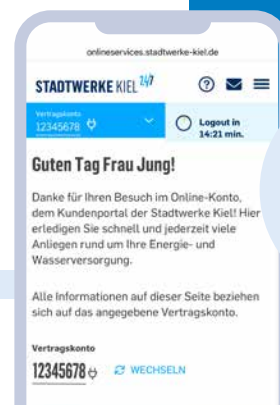 onlineservices.stadtwerke-kiel.de
STADTWERKE KIEL 24/7
Vertragskonto
12345678
Logout in
14:21 min.
Guten Tag Frau Jung!
Danke für Ihren Besuch im Online-Konto,
dem Kundenportal der Stadtwerke Kiel! Hier
erledigen Sie schnell und jederzeit viele
Anliegen rund um Ihre Energie- und
Wasserversorgung.
Alle Informationen auf dieser Seite beziehen
sich auf das angegebene Vertragskonto.
Vertragskonto
12345678 WECHSELN